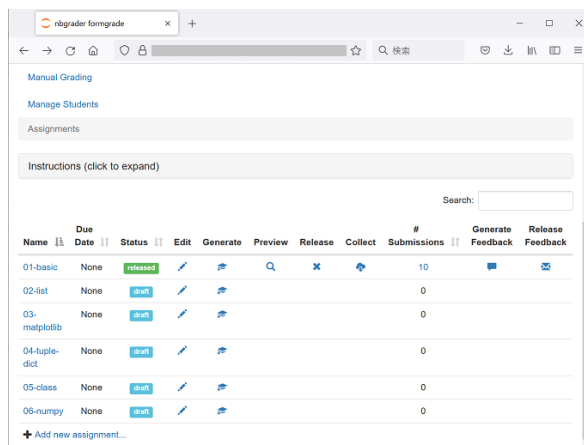 nbgrader formgrade
検索
Manual Grading
Manage Students
Assignments
Instructions (click to expand)
Search:
Name Due Date Status Edit Generate Preview Release Collect # Submissions Generate Feedback Release Feedback
01-basic None released 10
02-list None draft 0
03-matplotlib None draft 0
04-tuple-dict None draft 0
05-class None draft 0
06-numpy None draft 0
Add new assignment...